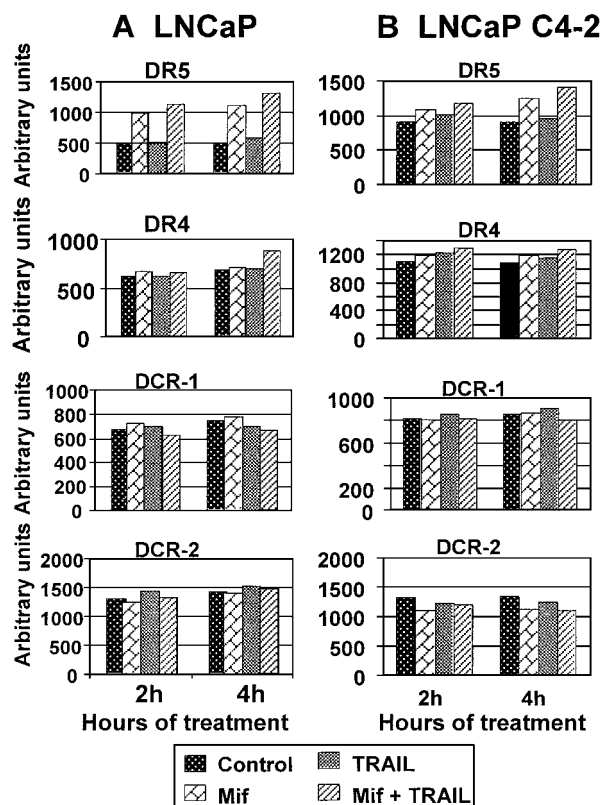 A LNCaP
B LNCaP C4-2
DR5
Arbitrary units
1500
1000
500
0
DR5
1500
1000
500
0
DR4
Arbitrary units
1000
500
0
DR4
1200
800
400
0
DCR-1
Arbitrary units
1000
800
600
400
200
0
DCR-1
1000
800
400
200
0
DCR-2
Arbitrary units
2000
1500
1000
500
0
DCR-2
2000
1500
1000
500
0
2h 4h
Hours of treatment
2h 4h
Hours of treatment
Control TRAIL
Mif Mif + TRAIL